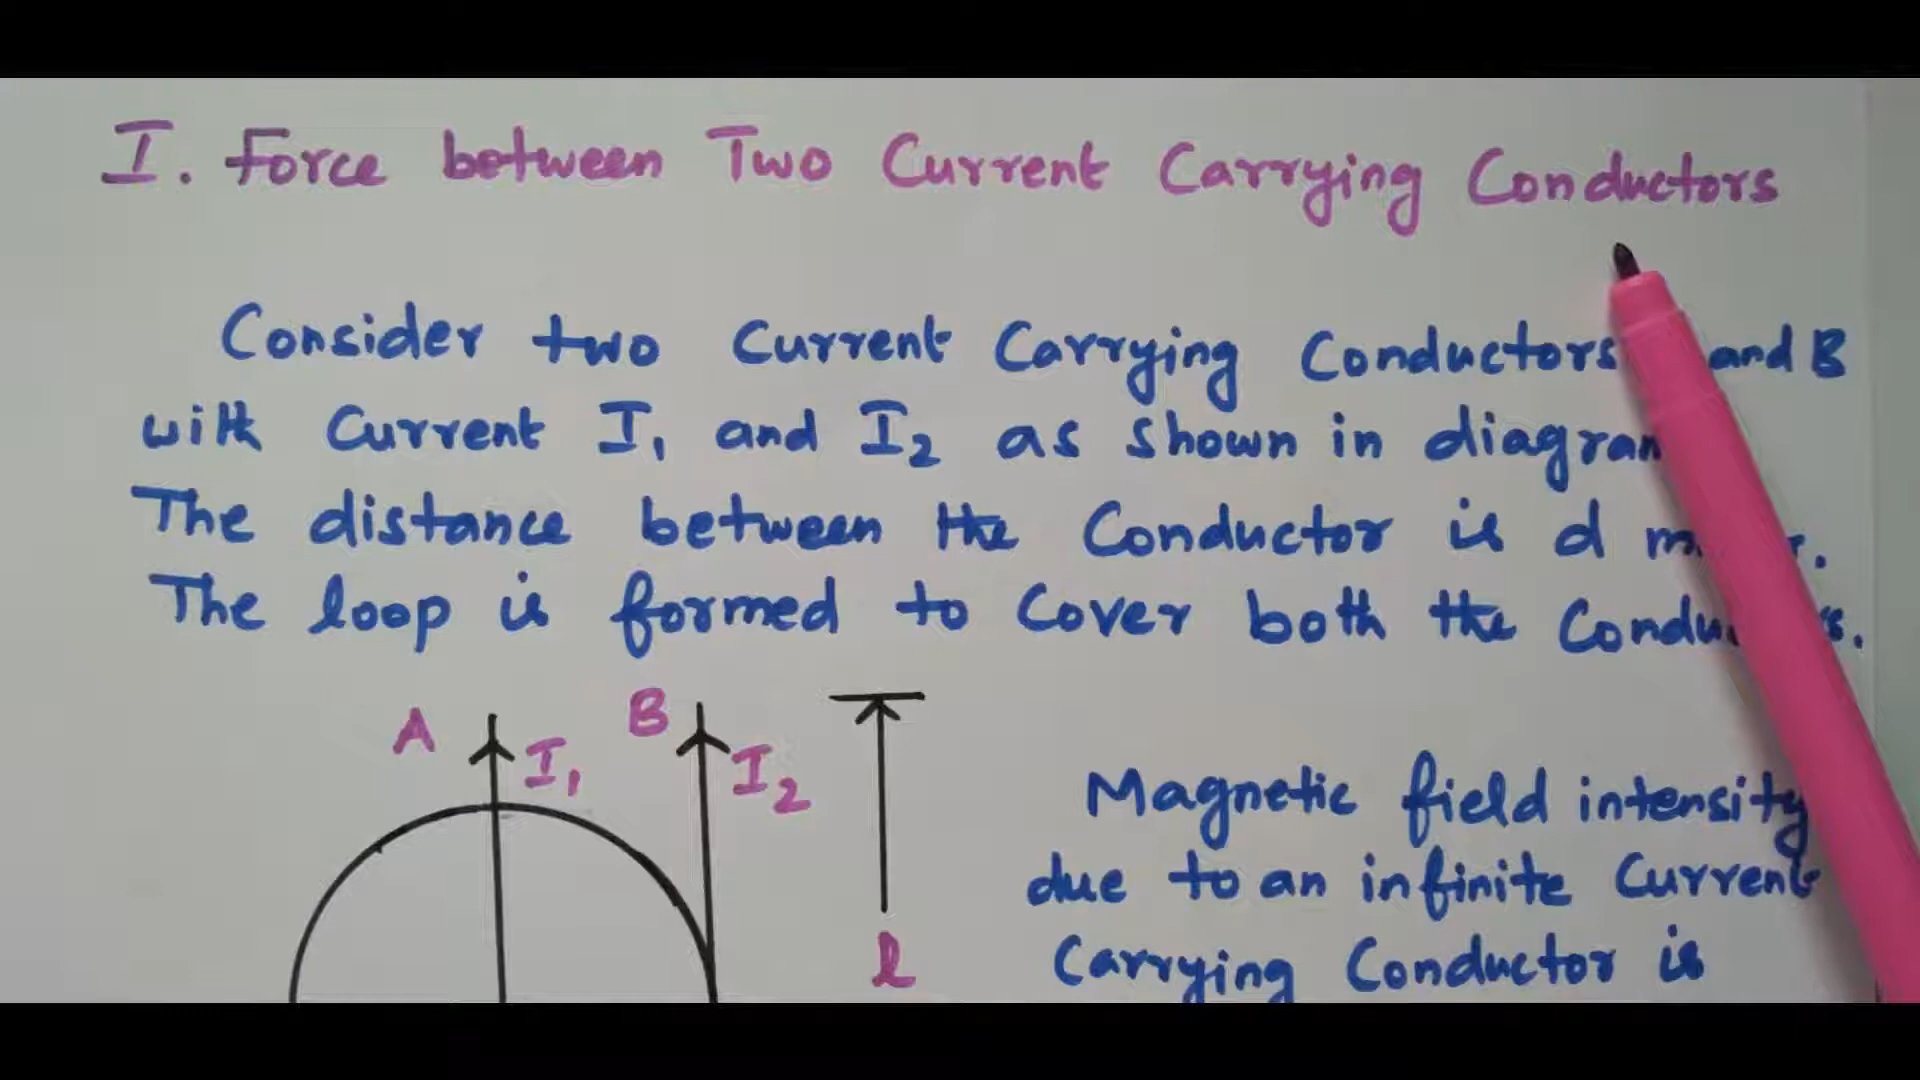 I. Force between Two Current Carrying Conductors
Consider two Current Carrying Conductors and B
with Current I₁ and I₂ as shown in diagram
The distance between the Conductor is d
The loop is formed to Cover both the
A
I₁
B
I₂
Magnetic field intensity
due to an infinite Current
Carrying Conductor is
l